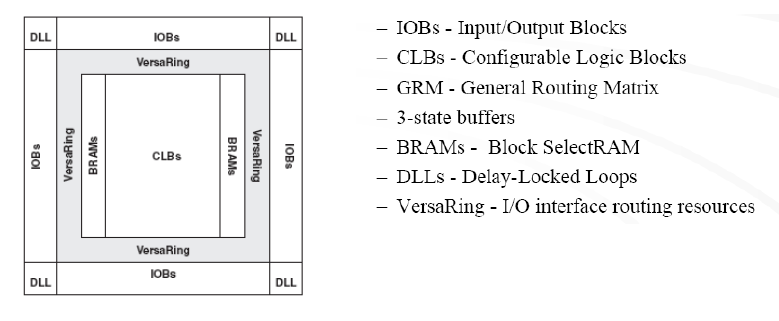 DLL
IOBs
DLL
VersaRing
IOBs
VersaRing
BRAMs
CLBs
BRAMs
VersaRing
IOBs
VersaRing
DLL
IOBs
DLL
– IOBs - Input/Output Blocks
– CLBs - Configurable Logic Blocks
– GRM - General Routing Matrix
– 3-state buffers
– BRAMs - Block SelectRAM
– DLLs - Delay-Locked Loops
– VersaRing - I/O interface routing resources